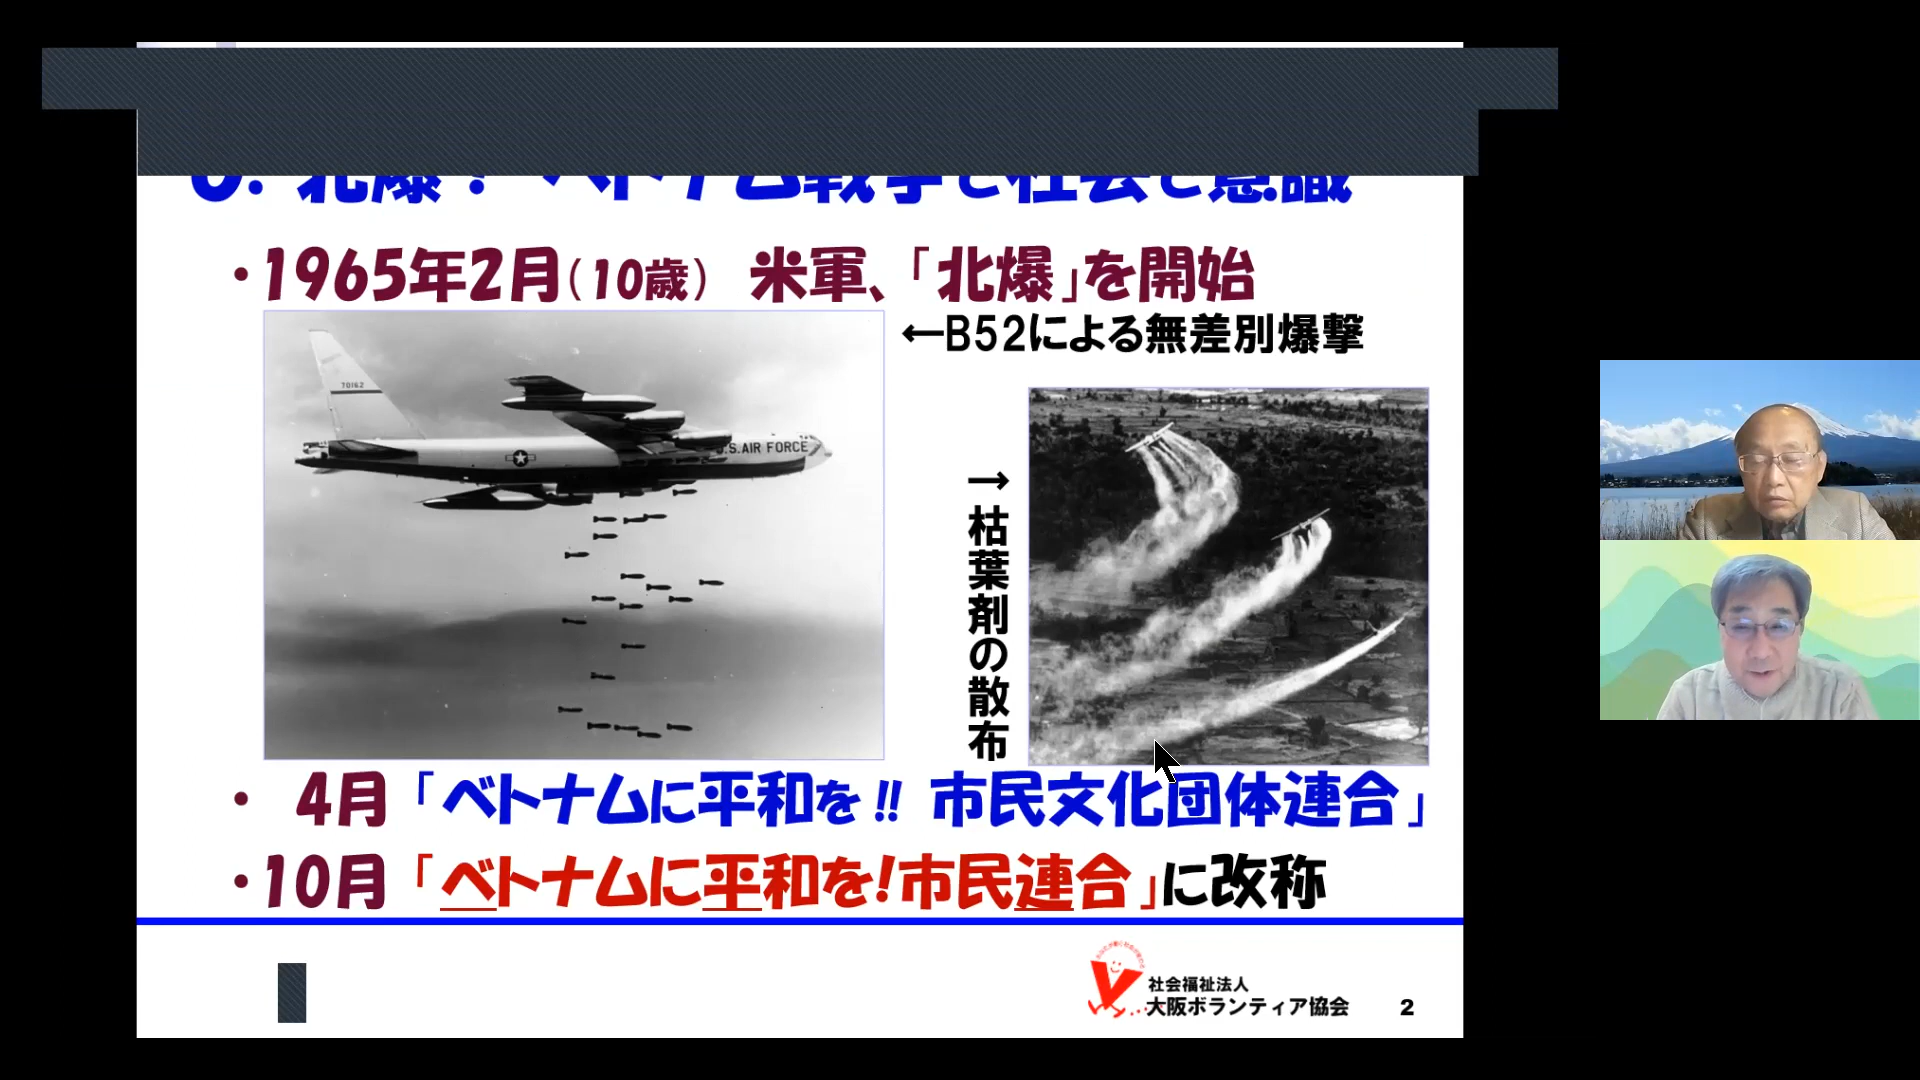 ・1965年2月(10歳) 米軍、「北爆」を開始
←B52による無差別爆撃
70162
U.S.AIR FORCE
→枯葉剤の散布
・ 4月「ベトナムに平和を!! 市民文化団体連合」
・10月「ベトナムに平和を!市民連合」に改称
社会福祉法人
大阪ボランティア協会
2